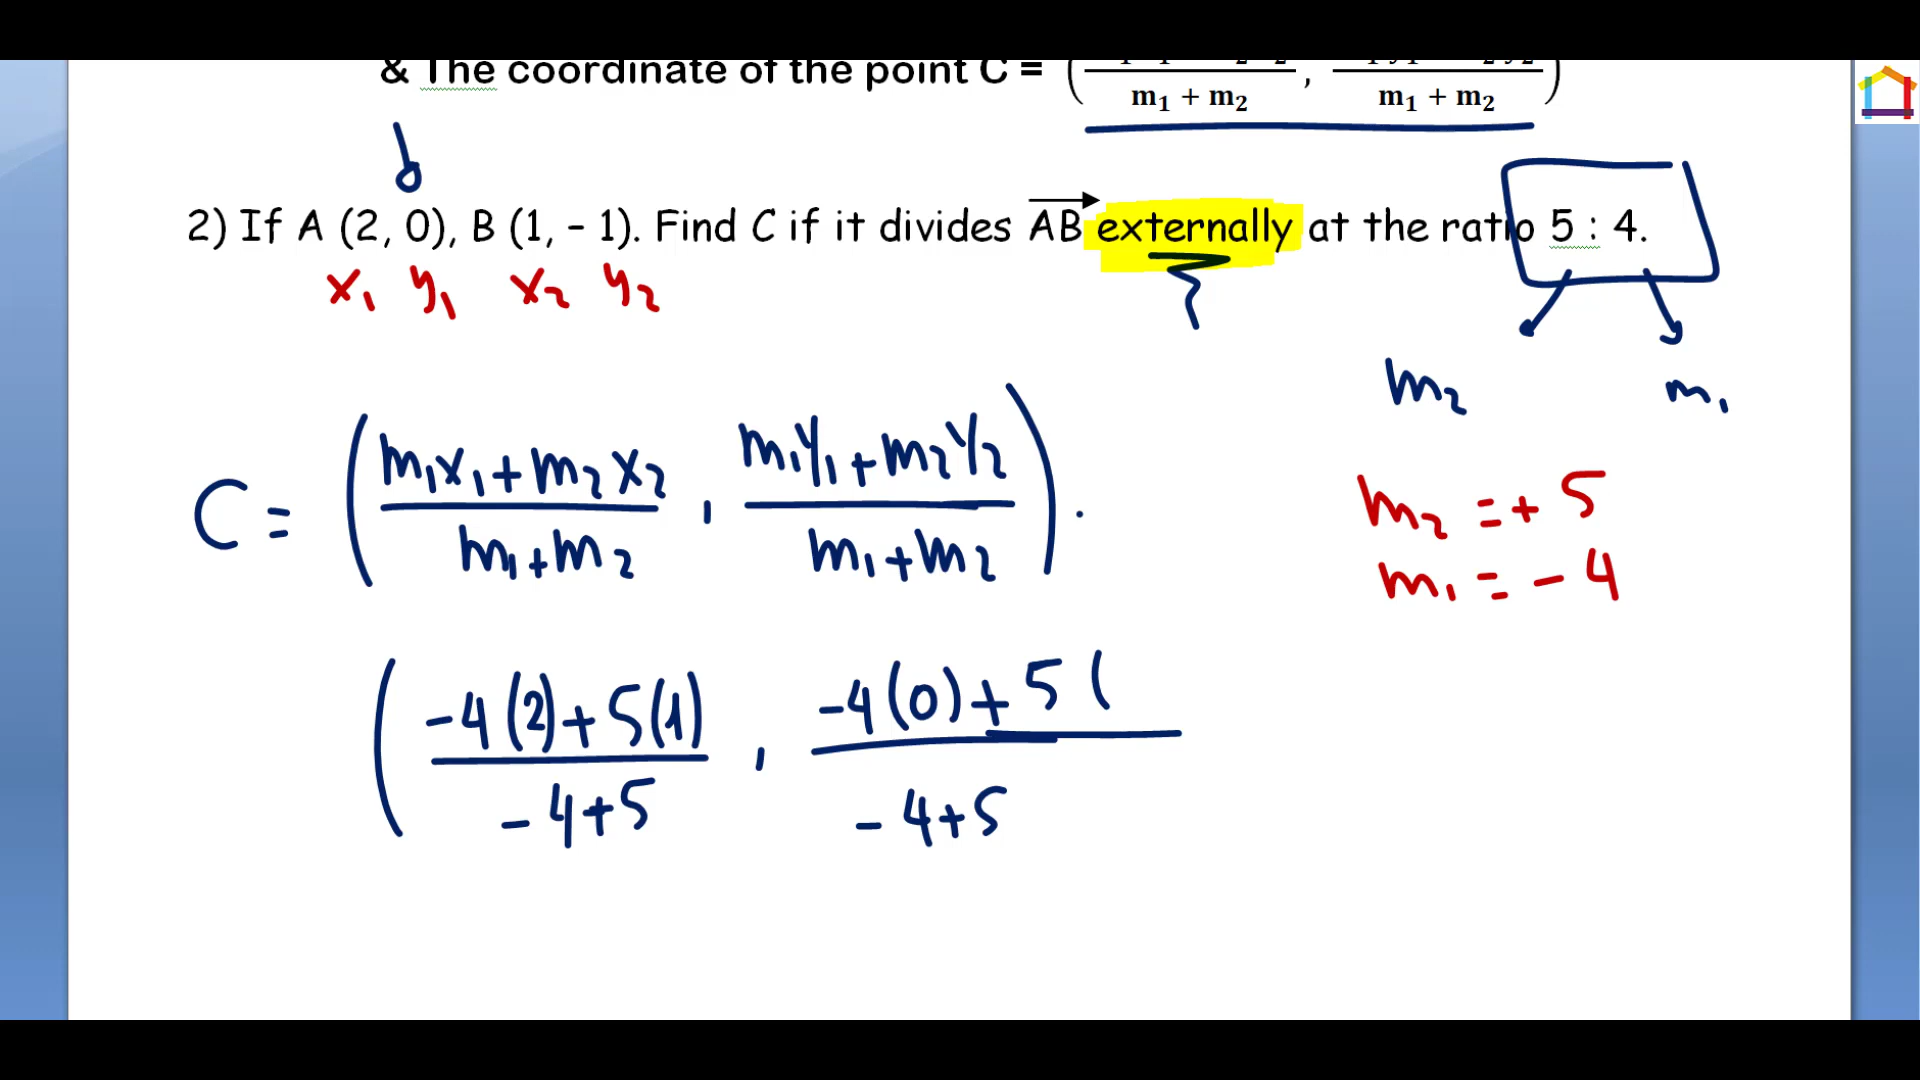 & The coordinate of the point C = ( / m₁ + m₂ , / m₁ + m₂ )
2) If A (2, 0), B (1, - 1). Find C if it divides AB externally at the ratio 5 : 4.
x₁ y₁ x₂ y₂
m₂ m₁
C = ( m₁x₁ + m₂x₂ / m₁ + m₂ , m₁y₁ + m₂y₂ / m₁ + m₂ ) .
m₂ = + 5
m₁ = - 4
( -4(2) + 5(1) / -4+5 , -4(0) + 5( / -4+5